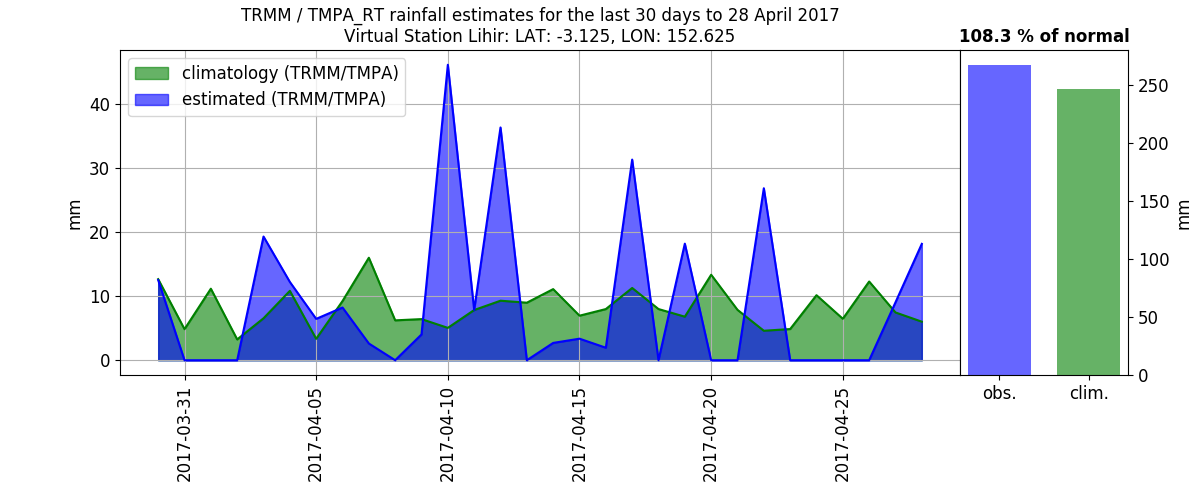 TRMM / TMPA_RT rainfall estimates for the last 30 days to 28 April 2017
Virtual Station Lihir: LAT: -3.125, LON: 152.625
108.3 % of normal
climatology (TRMM/TMPA)
estimated (TRMM/TMPA)
mm
40
30
20
10
0
2017-03-31
2017-04-05
2017-04-10
2017-04-15
2017-04-20
2017-04-25
obs.
clim.
250
200
150
100
50
0
mm